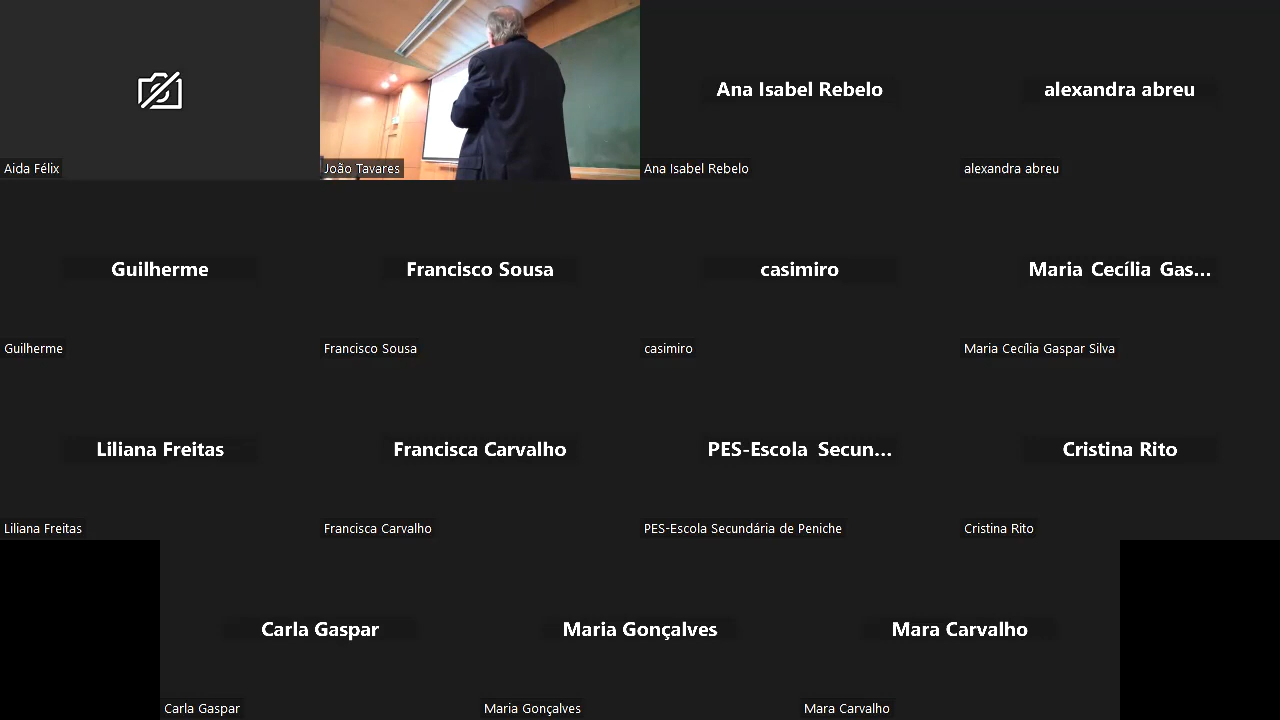 Aida Félix
João Tavares
Ana Isabel Rebelo
Ana Isabel Rebelo
alexandra abreu
alexandra abreu
Guilherme
Guilherme
Francisco Sousa
Francisco Sousa
casimiro
casimiro
Maria Cecília Gas...
Maria Cecília Gaspar Silva
Liliana Freitas
Liliana Freitas
Francisca Carvalho
Francisca Carvalho
PES-Escola Secun...
PES-Escola Secundária de Peniche
Cristina Rito
Cristina Rito
Carla Gaspar
Carla Gaspar
Maria Gonçalves
Maria Gonçalves
Mara Carvalho
Mara Carvalho